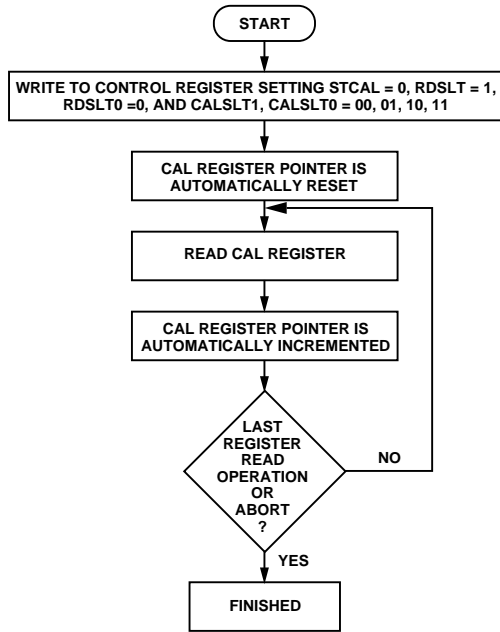 START
WRITE TO CONTROL REGISTER SETTING STCAL = 0, RDSLT = 1,
RDSLT0 =0, AND CALSLT1, CALSLT0 = 00, 01, 10, 11
CAL REGISTER POINTER IS
AUTOMATICALLY RESET
READ CAL REGISTER
CAL REGISTER POINTER IS
AUTOMATICALLY INCREMENTED
LAST
REGISTER
READ
OPERATION
OR
ABORT
?
NO
YES
FINISHED